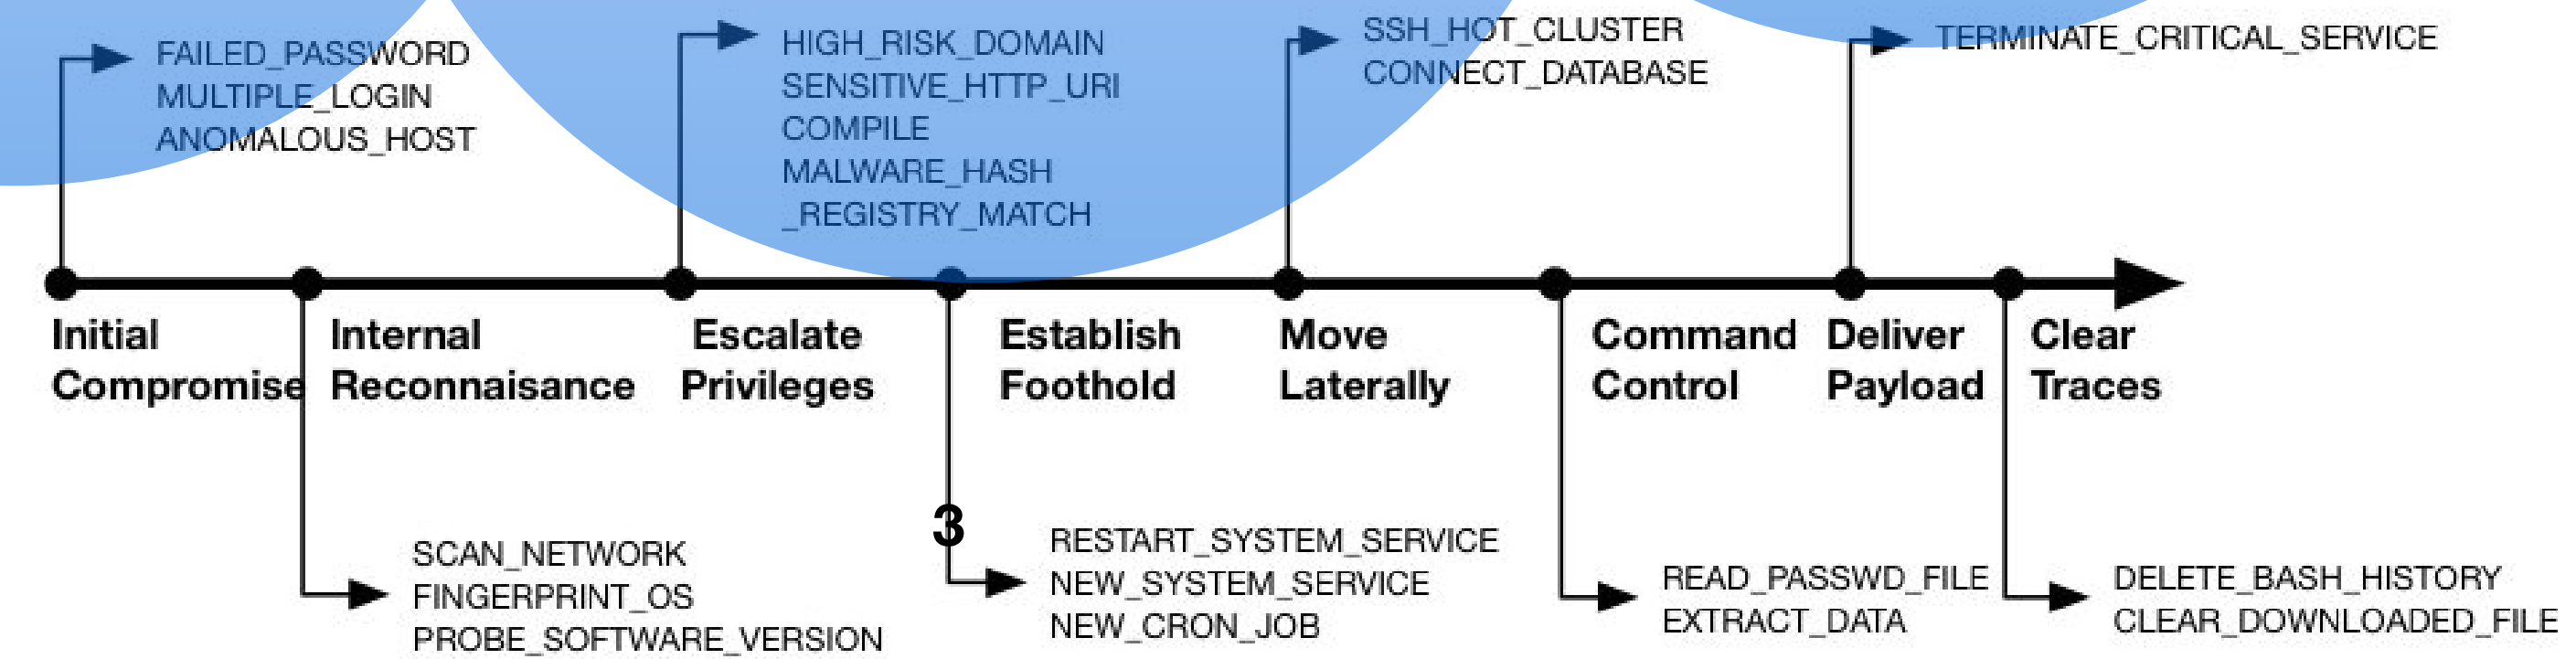 FAILED_PASSWORD
MULTIPLE_LOGIN
ANOMALOUS_HOST
HIGH_RISK_DOMAIN
SENSITIVE_HTTP_URI
COMPILE
MALWARE_HASH
_REGISTRY_MATCH
SSH_HOT_CLUSTER
CONNECT_DATABASE
TERMINATE_CRITICAL_SERVICE
Initial
Compromise
Internal
Reconnaisance
Escalate
Privileges
Establish
Foothold
Move
Laterally
Command
Control
Deliver
Payload
Clear
Traces
SCAN_NETWORK
FINGERPRINT_OS
PROBE_SOFTWARE_VERSION
3
RESTART_SYSTEM_SERVICE
NEW_SYSTEM_SERVICE
NEW_CRON_JOB
READ_PASSWD_FILE
EXTRACT_DATA
DELETE_BASH_HISTORY
CLEAR_DOWNLOADED_FILE